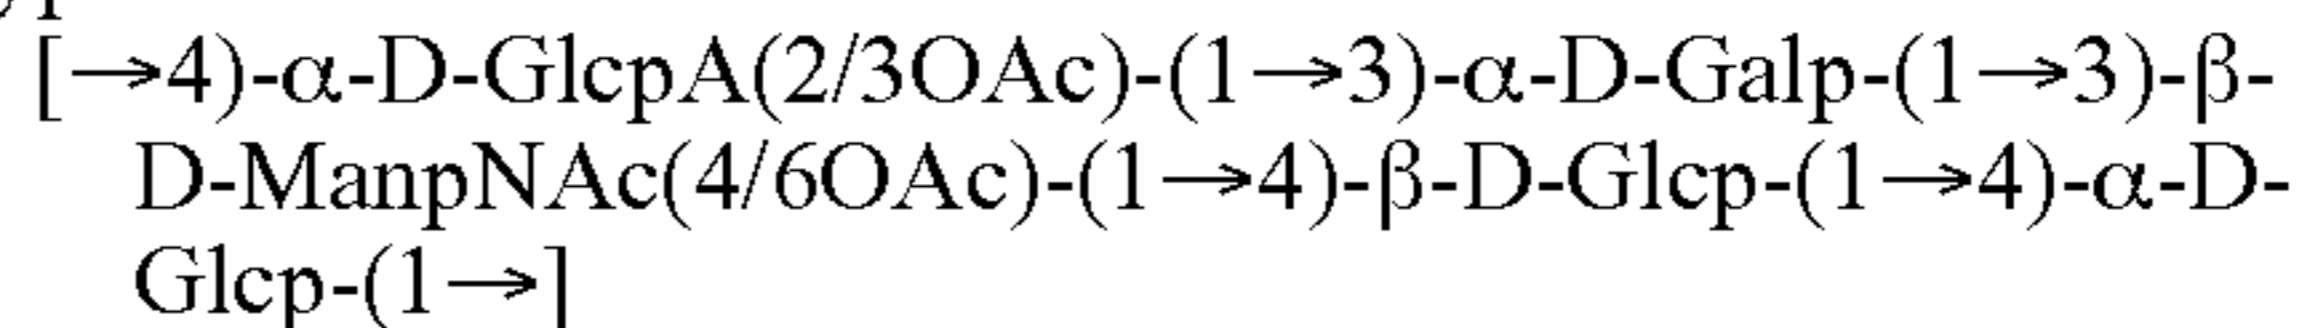 [→4)-α-D-GlcpA(2/3OAc)-(1→3)-α-D-Galp-(1→3)-β-
D-ManpNAc(4/6OAc)-(1→4)-β-D-Glcp-(1→4)-α-D-
Glcp-(1→]